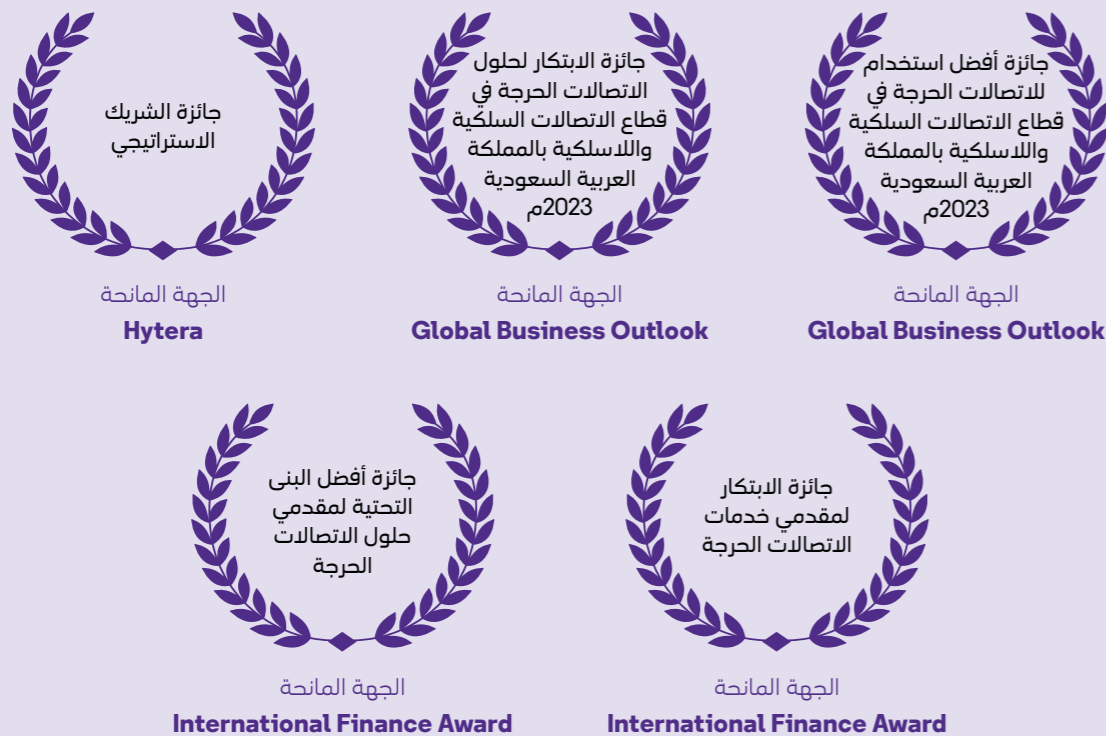 جائزة أفضل استخدام
للاتصالات الحرجة في
قطاع الاتصالات السلكية
واللاسلكية بالمملكة
العربية السعودية
2023م
الجهة المانحة
Global Business Outlook
جائزة الابتكار لحلول
الاتصالات الحرجة في
قطاع الاتصالات السلكية
واللاسلكية بالمملكة
العربية السعودية
2023م
الجهة المانحة
Global Business Outlook
جائزة الشريك
الاستراتيجي
الجهة المانحة
Hytera
جائزة الابتكار
لمقدمي خدمات
الاتصالات الحرجة
الجهة المانحة
International Finance Award
جائزة أفضل البنى
التحتية لمقدمي
حلول الاتصالات
الحرجة
الجهة المانحة
International Finance Award